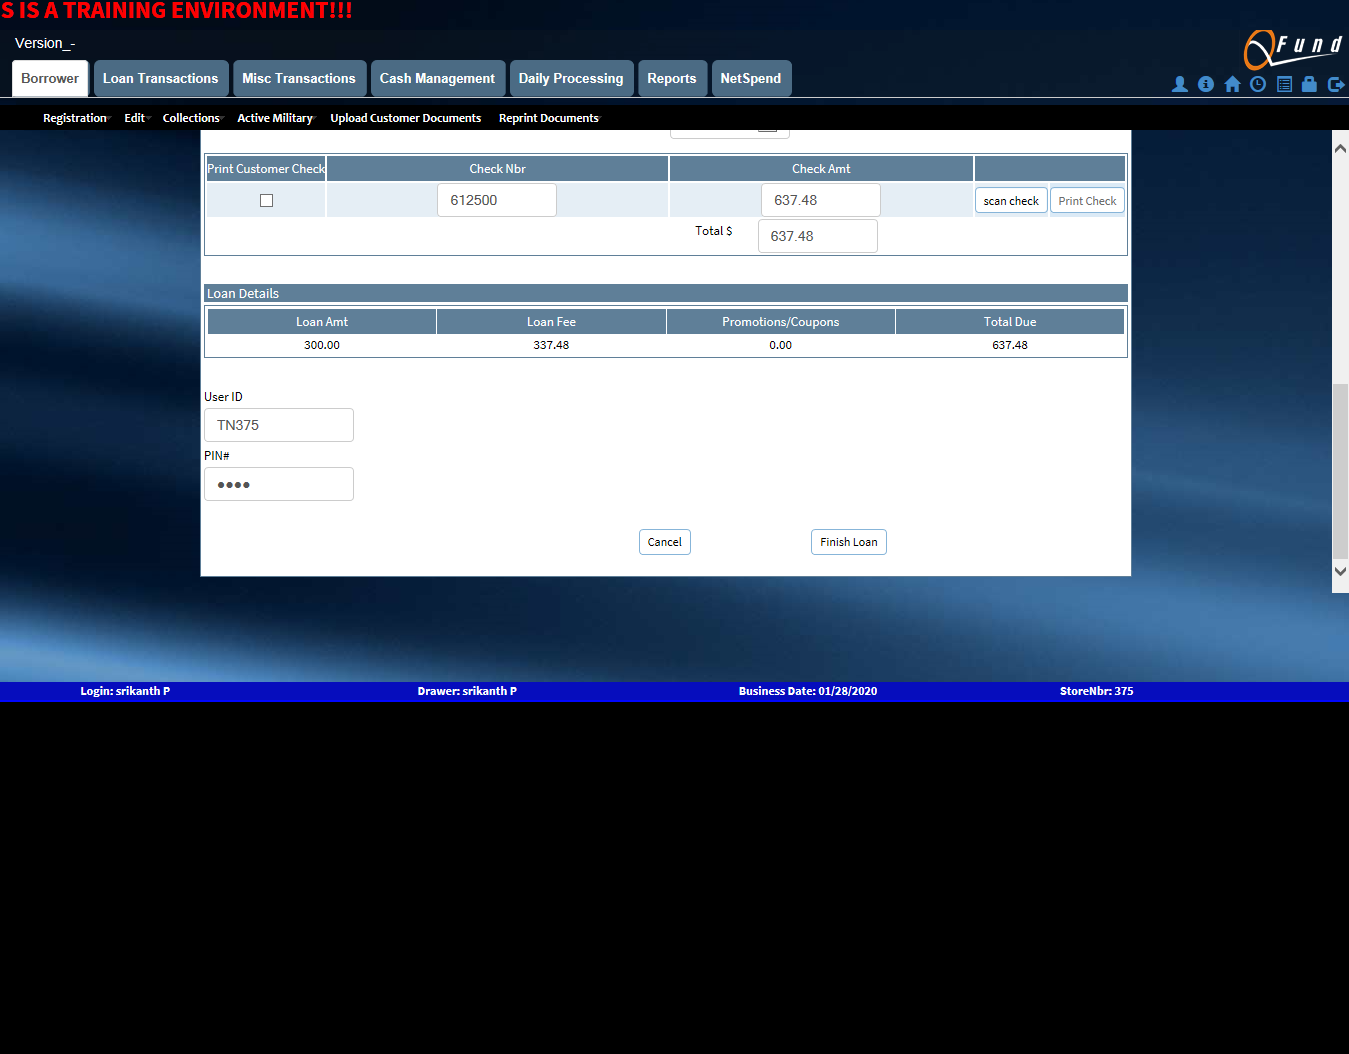 S IS A TRAINING ENVIRONMENT!!!
Version_-
Fund
Borrower Loan Transactions Misc Transactions Cash Management Daily Processing Reports NetSpend
Registration Edit Collections Active Military Upload Customer Documents Reprint Documents
Print Customer Check Check Nbr Check Amt
612500 637.48 scan check Print Check
Total $ 637.48
Loan Details
Loan Amt Loan Fee Promotions/Coupons Total Due
300.00 337.48 0.00 637.48
User ID
TN375
PIN#
●●●●
Cancel Finish Loan
Login: srikanth P Drawer: srikanth P Business Date: 01/28/2020 StoreNbr: 375